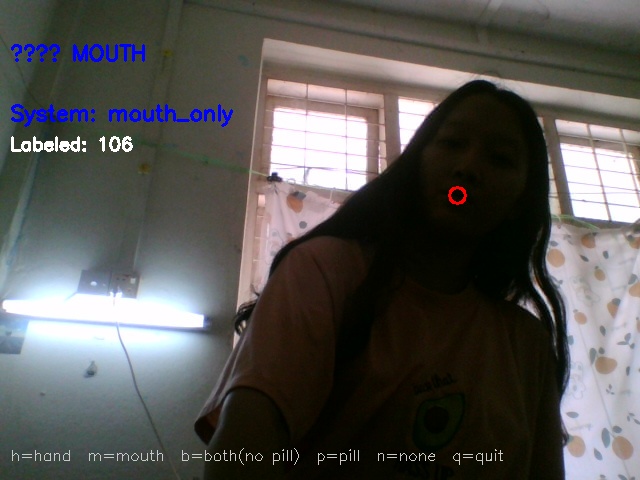 ???? MOUTH
System: mouth_only
Labeled: 106
h=hand m=mouth b=both(no pill) p=pill n=none q=quit